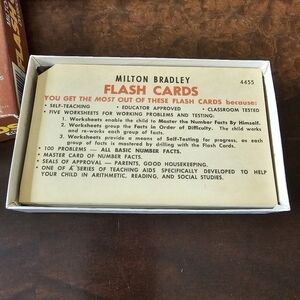 MILTON BRADLEY
4455
FLASH CARDS
YOU GET THE MOST OUT OF THESE FLASH CARDS because:
• SELF-TEACHING • EDUCATOR APPROVED • CLASSROOM TESTED
• FIVE WORKSHEETS FOR WORKING PROBLEMS AND TESTING:
1. Worksheets enable the child to Master the Number Facts By Himself.
2. Worksheets group the Facts in Order of Difficulty. The child works
and re-works each group of Facts.
3. Worksheets provide a means of Self-Testing for progress, as each
group is mastered by drilling with the Flash Cards.
• 100 PROBLEMS — ALL BASIC NUMBER FACTS.
• MASTER CARD OF NUMBER FACTS.
• SEALS OF APPROVAL — PARENTS, GOOD HOUSEKEEPING.
• ONE OF A SERIES OF TEACHING AIDS SPECIFICALLY DEVELOPED TO HELP
YOUR CHILD IN ARITHMETIC, READING, AND SOCIAL STUDIES.